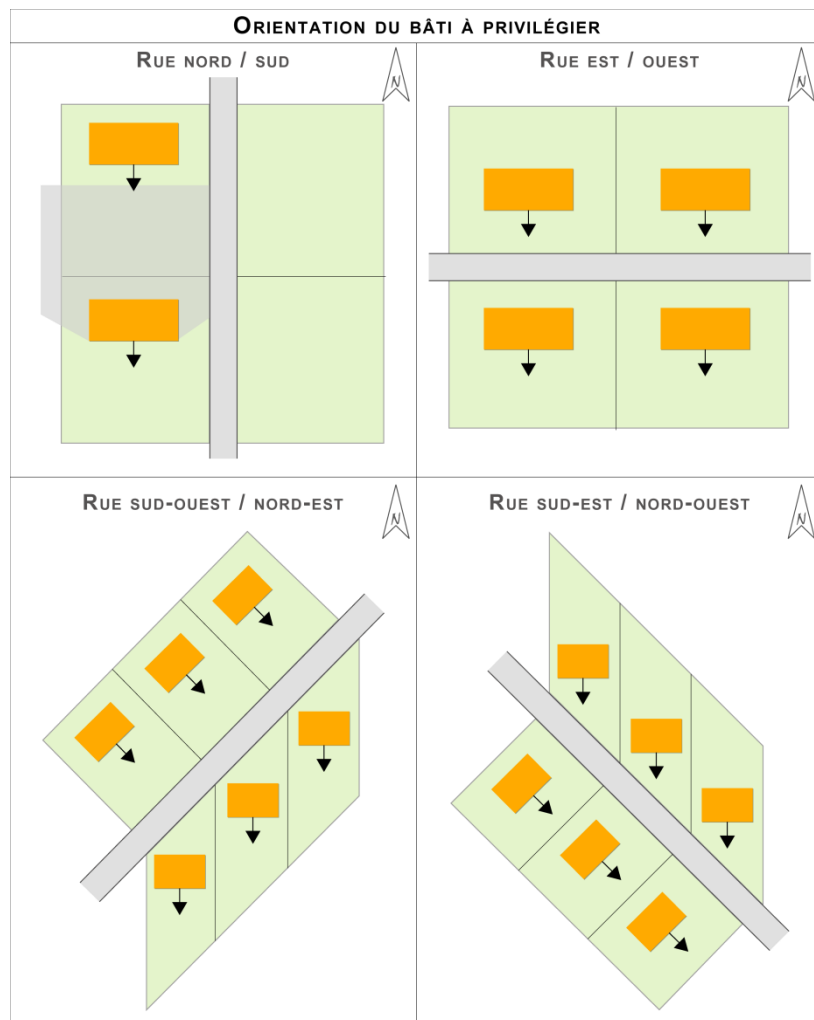 Orientation du bâti à privilégier
Rue nord / sud
N
Rue est / ouest
N
Rue sud-ouest / nord-est
N
Rue sud-est / nord-ouest
N